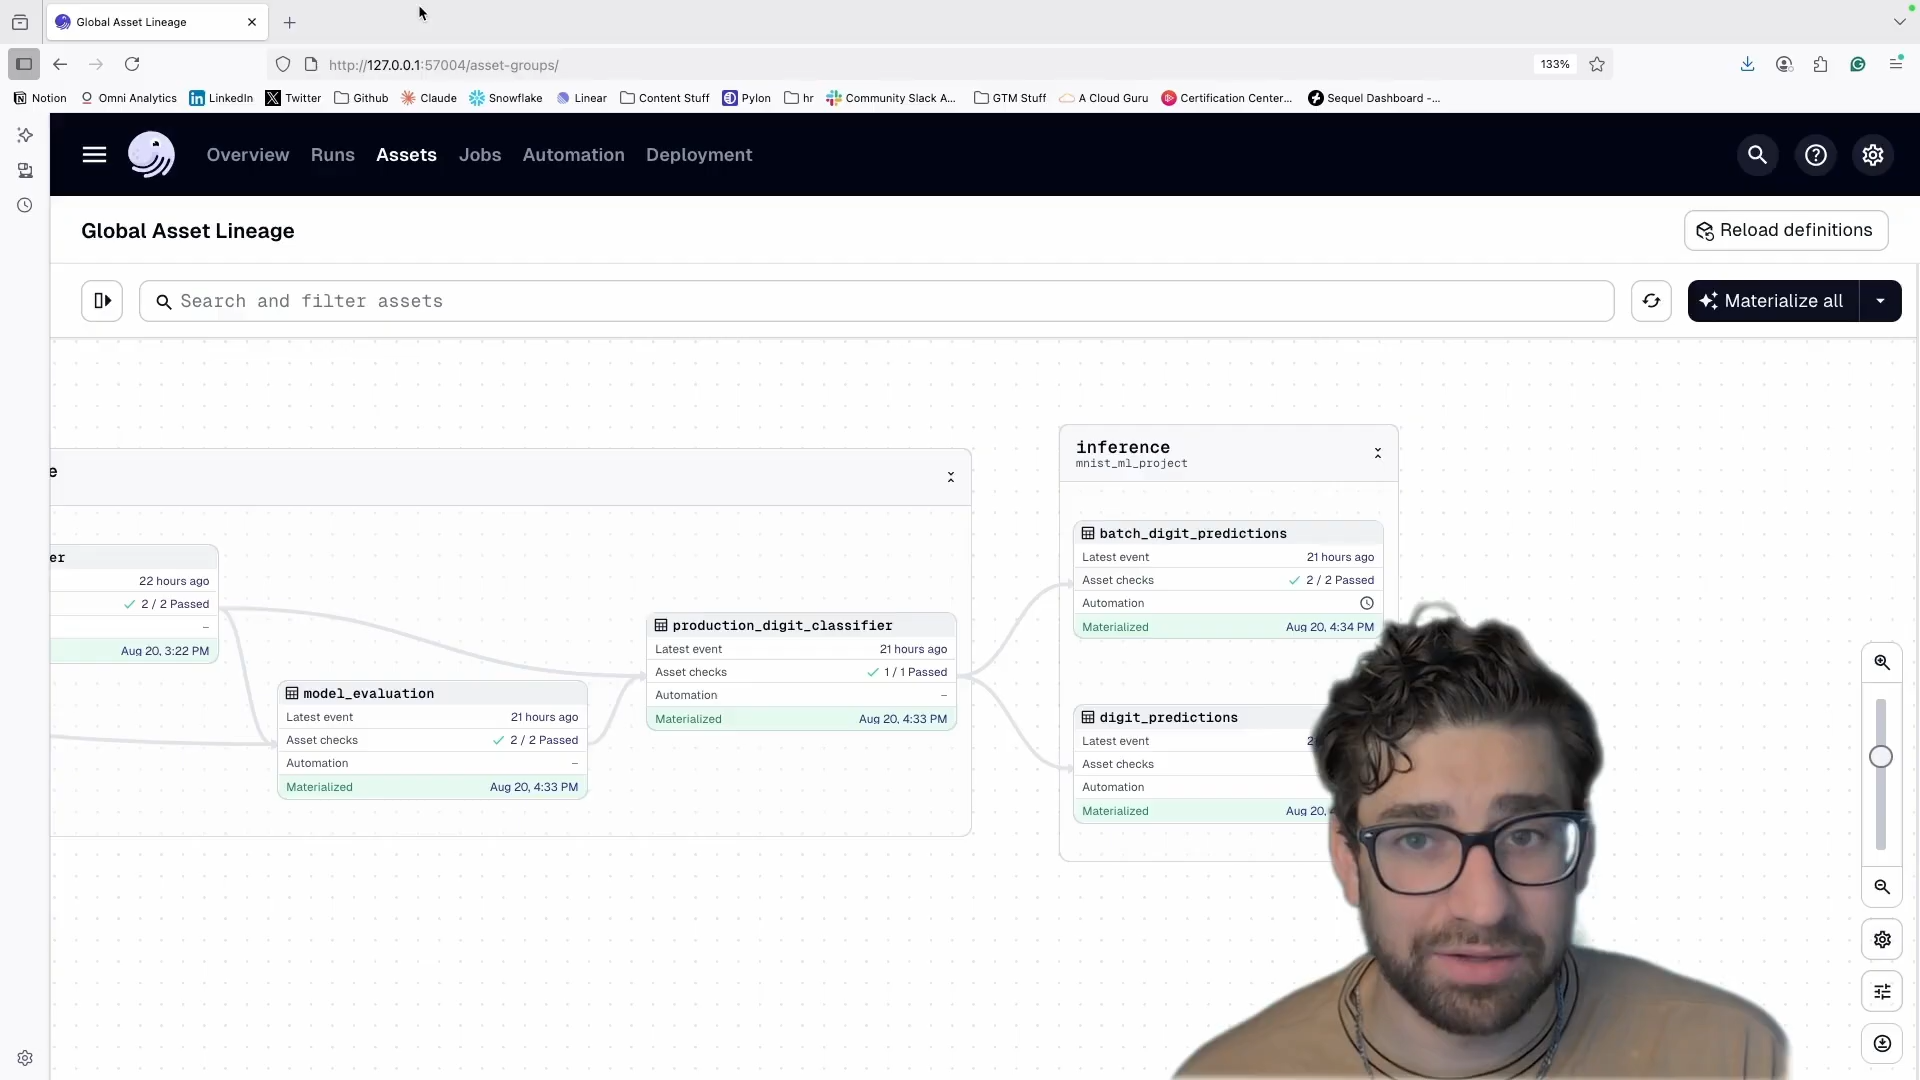 Global Asset Lineage
http://127.0.0.1:57004/asset-groups/
133%
Notion
Omni Analytics
LinkedIn
Twitter
Github
Claude
Snowflake
Linear
Content Stuff
Pylon
hr
Community Slack A...
GTM Stuff
A Cloud Guru
Certification Center...
Sequel Dashboard -...
Overview
Runs
Assets
Jobs
Automation
Deployment
Global Asset Lineage
Reload definitions
Search and filter assets
Materialize all
e
er
22 hours ago
2 / 2 Passed
–
Aug 20, 3:22 PM
model_evaluation
Latest event 21 hours ago
Asset checks 2 / 2 Passed
Automation –
Materialized Aug 20, 4:33 PM
production_digit_classifier
Latest event 21 hours ago
Asset checks 1 / 1 Passed
Automation –
Materialized Aug 20, 4:33 PM
inference
mnist_ml_project
batch_digit_predictions
Latest event 21 hours ago
Asset checks 2 / 2 Passed
Automation
Materialized Aug 20, 4:34 PM
digit_predictions
Latest event
Asset checks
Automation
Materialized Aug 20,